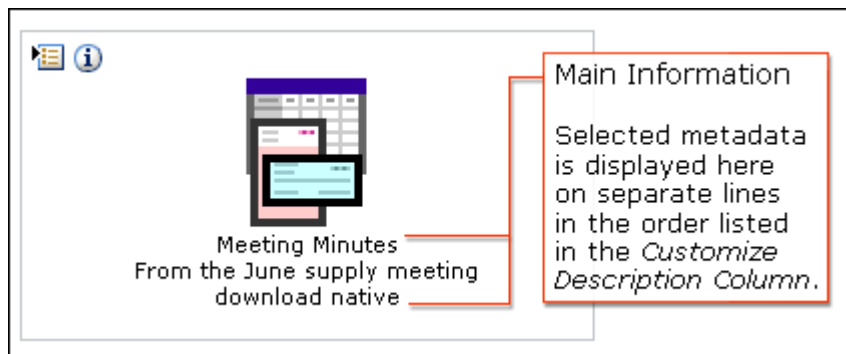 Main Information
Selected metadata
is displayed here
on separate lines
in the order listed
in the Customize
Description Column.
Meeting Minutes
From the June supply meeting
download native